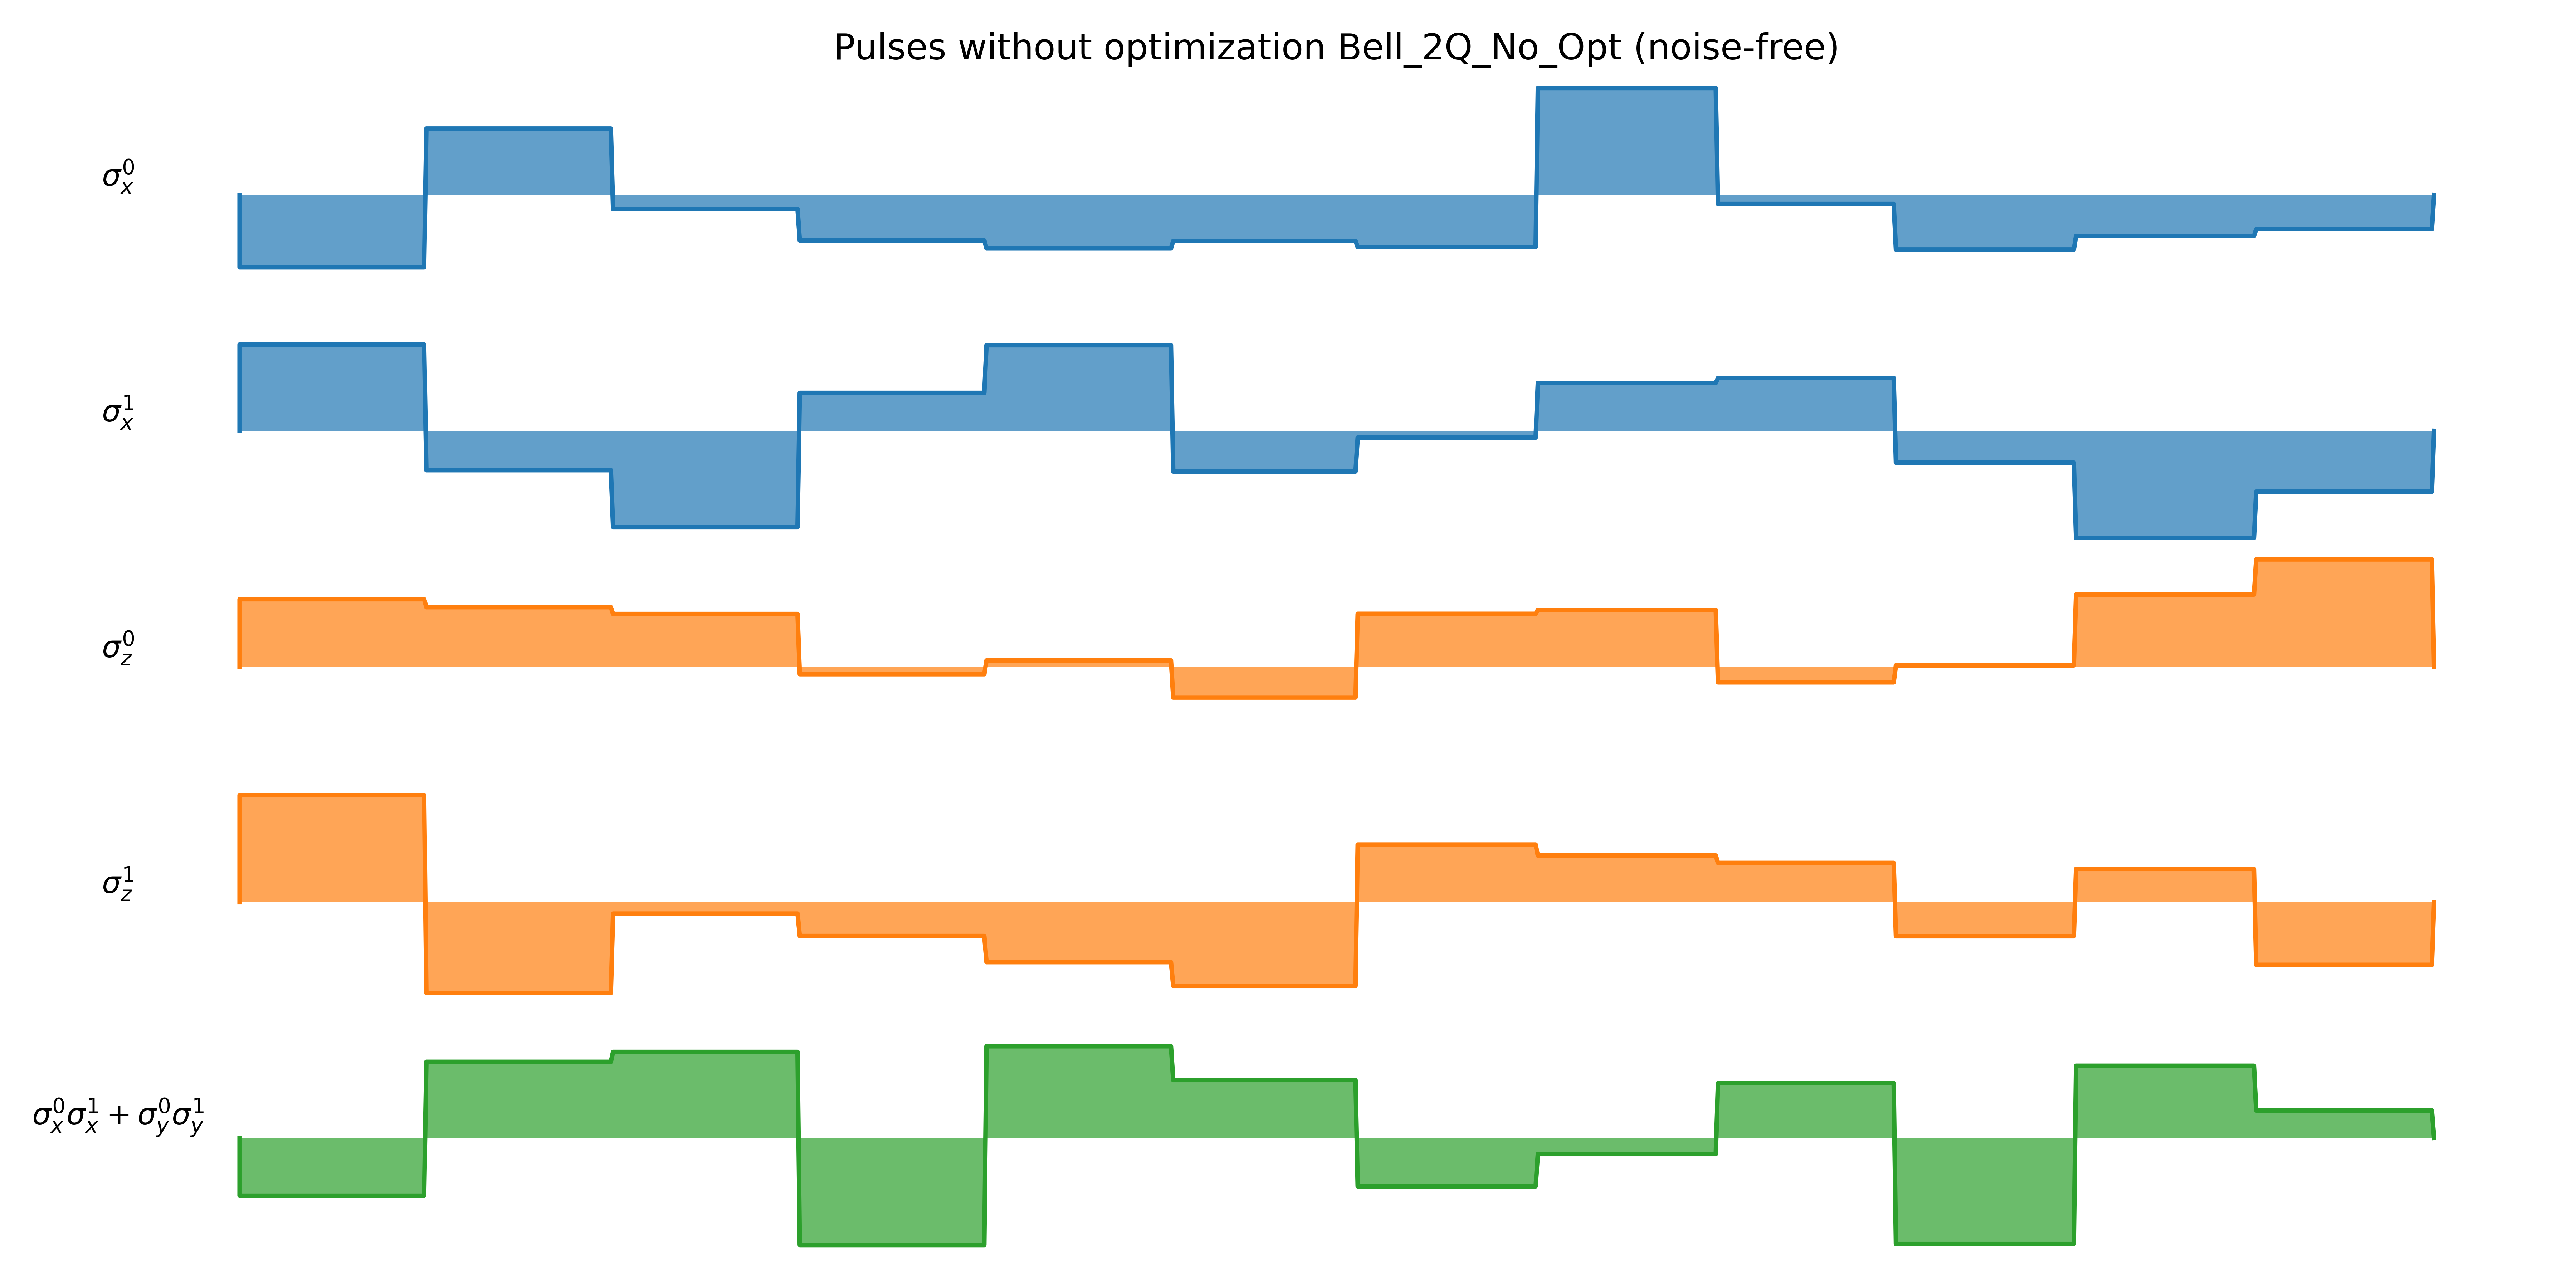 Pulses without optimization Bell_2Q_No_Opt (noise-free)
σ_x^0
σ_x^1
σ_z^0
σ_z^1
σ_x^0σ_x^1 + σ_y^0σ_y^1